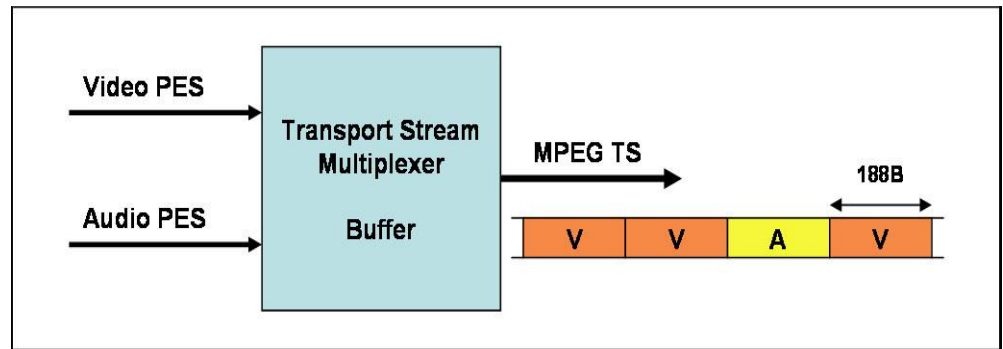 Video PES
Audio PES
Transport Stream
Multiplexer
Buffer
MPEG TS
188B
V V A V